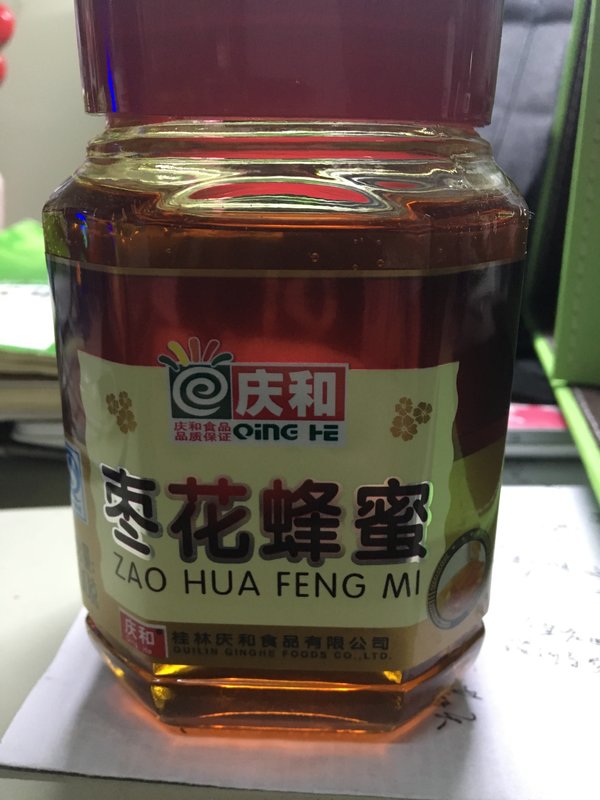 庆和
庆和食品
品质保证
QING HE
枣花蜂蜜
ZAO HUA FENG MI
庆和
桂林庆和食品有限公司
GUILIN QINGHE FOODS CO.,LTD.